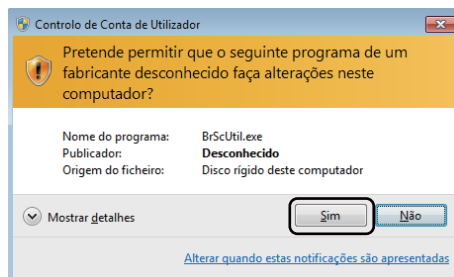 Controlo de Conta de Utilizador
Pretende permitir que o seguinte programa de um
fabricante desconhecido faça alterações neste
computador?
Nome do programa: BrScUtil.exe
Publicador: Desconhecido
Origem do ficheiro: Disco rígido deste computador
Mostrar detalhes Sim Não
Alterar quando estas notificações são apresentadas